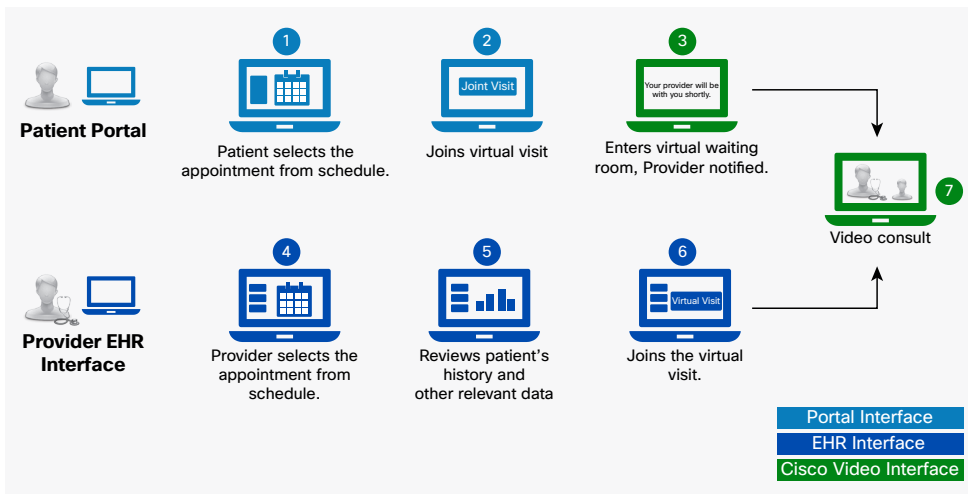 1
2
3
Joint Visit
Your provider will be
with you shortly.
Patient Portal
Patient selects the
appointment from schedule.
Joins virtual visit
Enters virtual waiting
room, Provider notified.
7
Video consult
4
5
6
Virtual Visit
Provider EHR
Interface
Provider selects the
appointment from
schedule.
Reviews patient's
history and
other relevant data
Joins the virtual
visit.
Portal Interface
EHR Interface
Cisco Video Interface